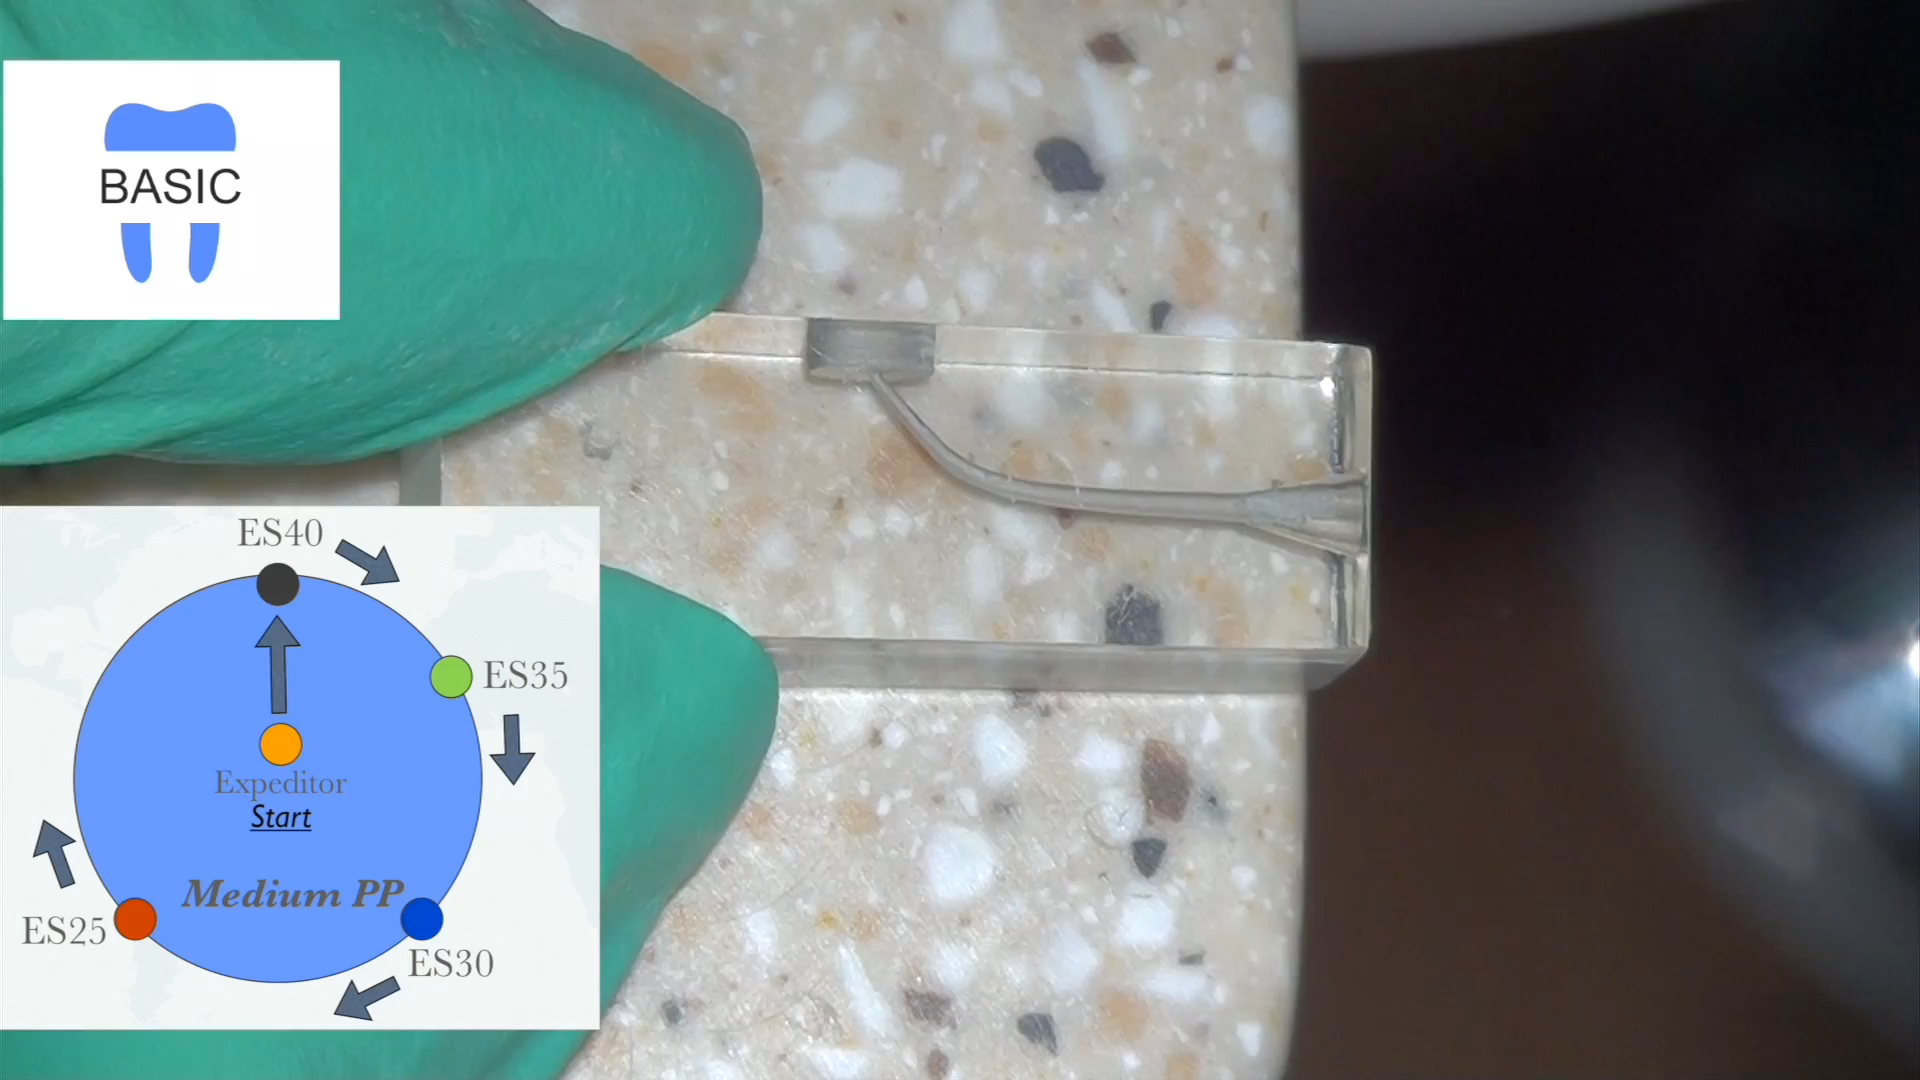 BASIC
ES40
ES35
Expeditor
Start
Medium PP
ES25
ES30